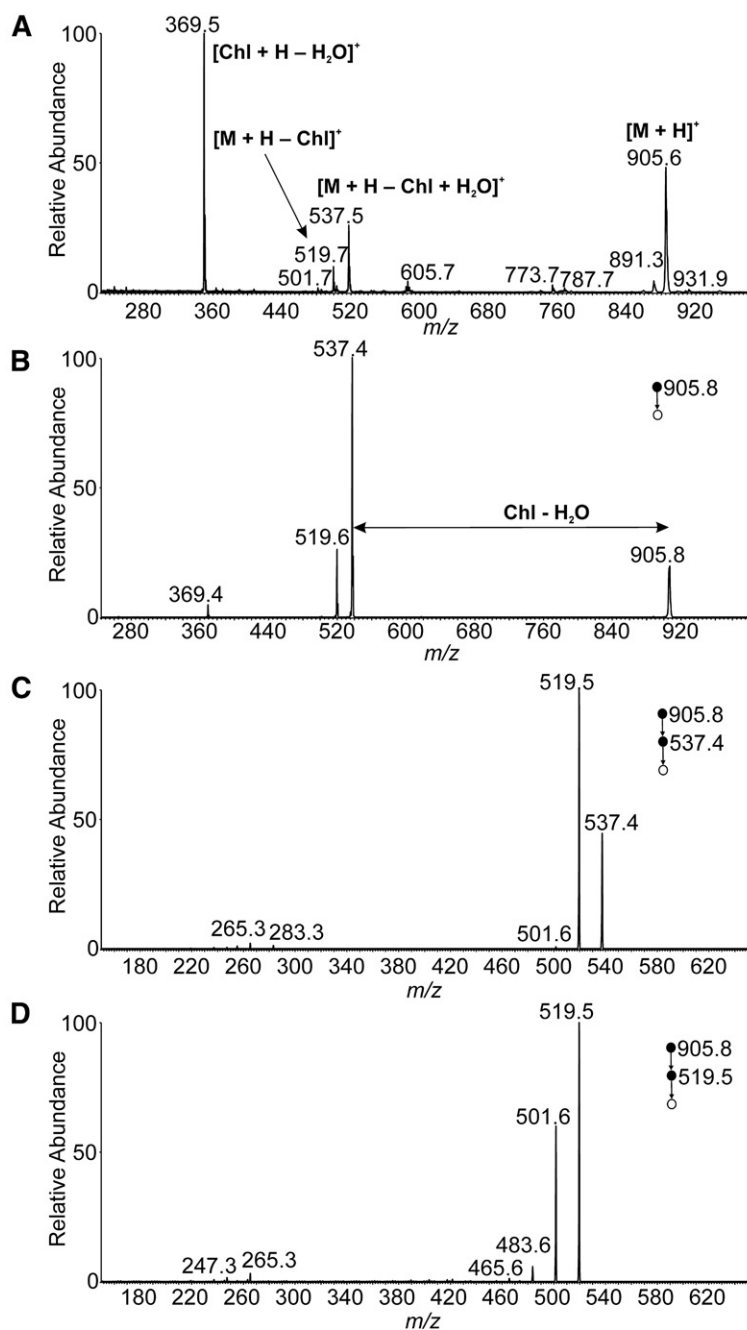 A
Relative Abundance
100
50
0
369.5
[Chl + H – H₂O]⁺
[M + H – Chl]⁺
[M + H – Chl + H₂O]⁺
537.5
519.7
501.7
605.7
773.7
787.7
[M + H]⁺
905.6
891.3
931.9
280 360 440 520 600 680 760 840 920
m/z
B
Relative Abundance
100
50
0
537.4
905.8
Chl - H₂O
519.6
905.8
369.4
280 360 440 520 600 680 760 840 920
m/z
C
Relative Abundance
100
50
0
519.5
905.8
537.4
537.4
265.3
283.3
501.6
180 220 260 300 340 380 420 460 500 540 580 620
m/z
D
Relative Abundance
100
50
0
519.5
905.8
519.5
501.6
483.6
465.6
247.3
265.3
180 220 260 300 340 380 420 460 500 540 580 620
m/z